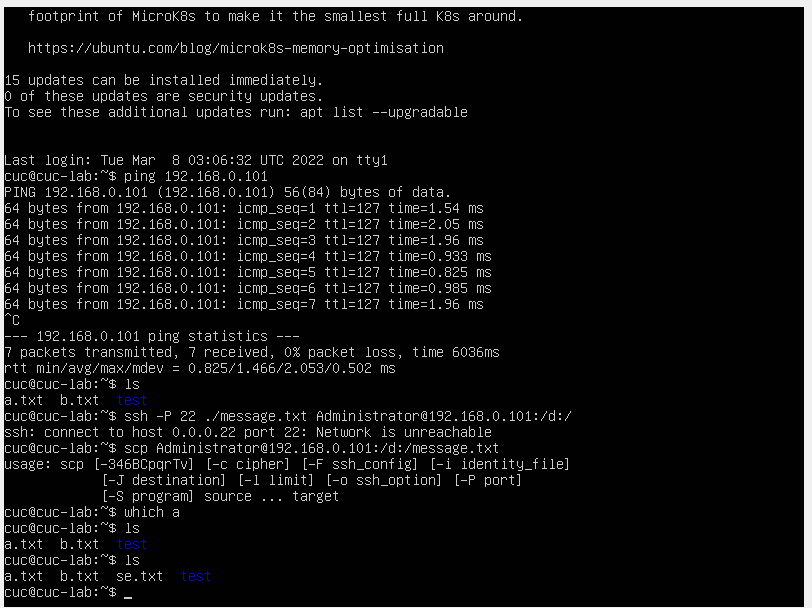 footprint of MicroK8s to make it the smallest full K8s around.
https://ubuntu.com/blog/microk8s-memory-optimisation
15 updates can be installed immediately.
0 of these updates are security updates.
To see these additional updates run: apt list --upgradable
Last login: Tue Mar  8 03:06:32 UTC 2022 on tty1
cuc@cuc-lab:~$ ping 192.168.0.101
PING 192.168.0.101 (192.168.0.101) 56(84) bytes of data.
64 bytes from 192.168.0.101: icmp_seq=1 ttl=127 time=1.54 ms
64 bytes from 192.168.0.101: icmp_seq=2 ttl=127 time=2.05 ms
64 bytes from 192.168.0.101: icmp_seq=3 ttl=127 time=1.96 ms
64 bytes from 192.168.0.101: icmp_seq=4 ttl=127 time=0.933 ms
64 bytes from 192.168.0.101: icmp_seq=5 ttl=127 time=0.825 ms
64 bytes from 192.168.0.101: icmp_seq=6 ttl=127 time=0.985 ms
64 bytes from 192.168.0.101: icmp_seq=7 ttl=127 time=1.96 ms
^C
--- 192.168.0.101 ping statistics ---
7 packets transmitted, 7 received, 0% packet loss, time 6036ms
rtt min/avg/max/mdev = 0.825/1.466/2.053/0.502 ms
cuc@cuc-lab:~$ ls
a.txt  b.txt  test
cuc@cuc-lab:~$ ssh -P 22 ./message.txt Administrator@192.168.0.101:/d:/
ssh: connect to host 0.0.0.22 port 22: Network is unreachable
cuc@cuc-lab:~$ scp Administrator@192.168.0.101:/d:/message.txt
usage: scp [-346BCpqrTv] [-c cipher] [-F ssh_config] [-i identity_file]
[-J destination] [-l limit] [-o ssh_option] [-P port]
[-S program] source ... target
cuc@cuc-lab:~$ which a
cuc@cuc-lab:~$ ls
a.txt  b.txt  test
cuc@cuc-lab:~$ ls
a.txt  b.txt  se.txt  test
cuc@cuc-lab:~$ _